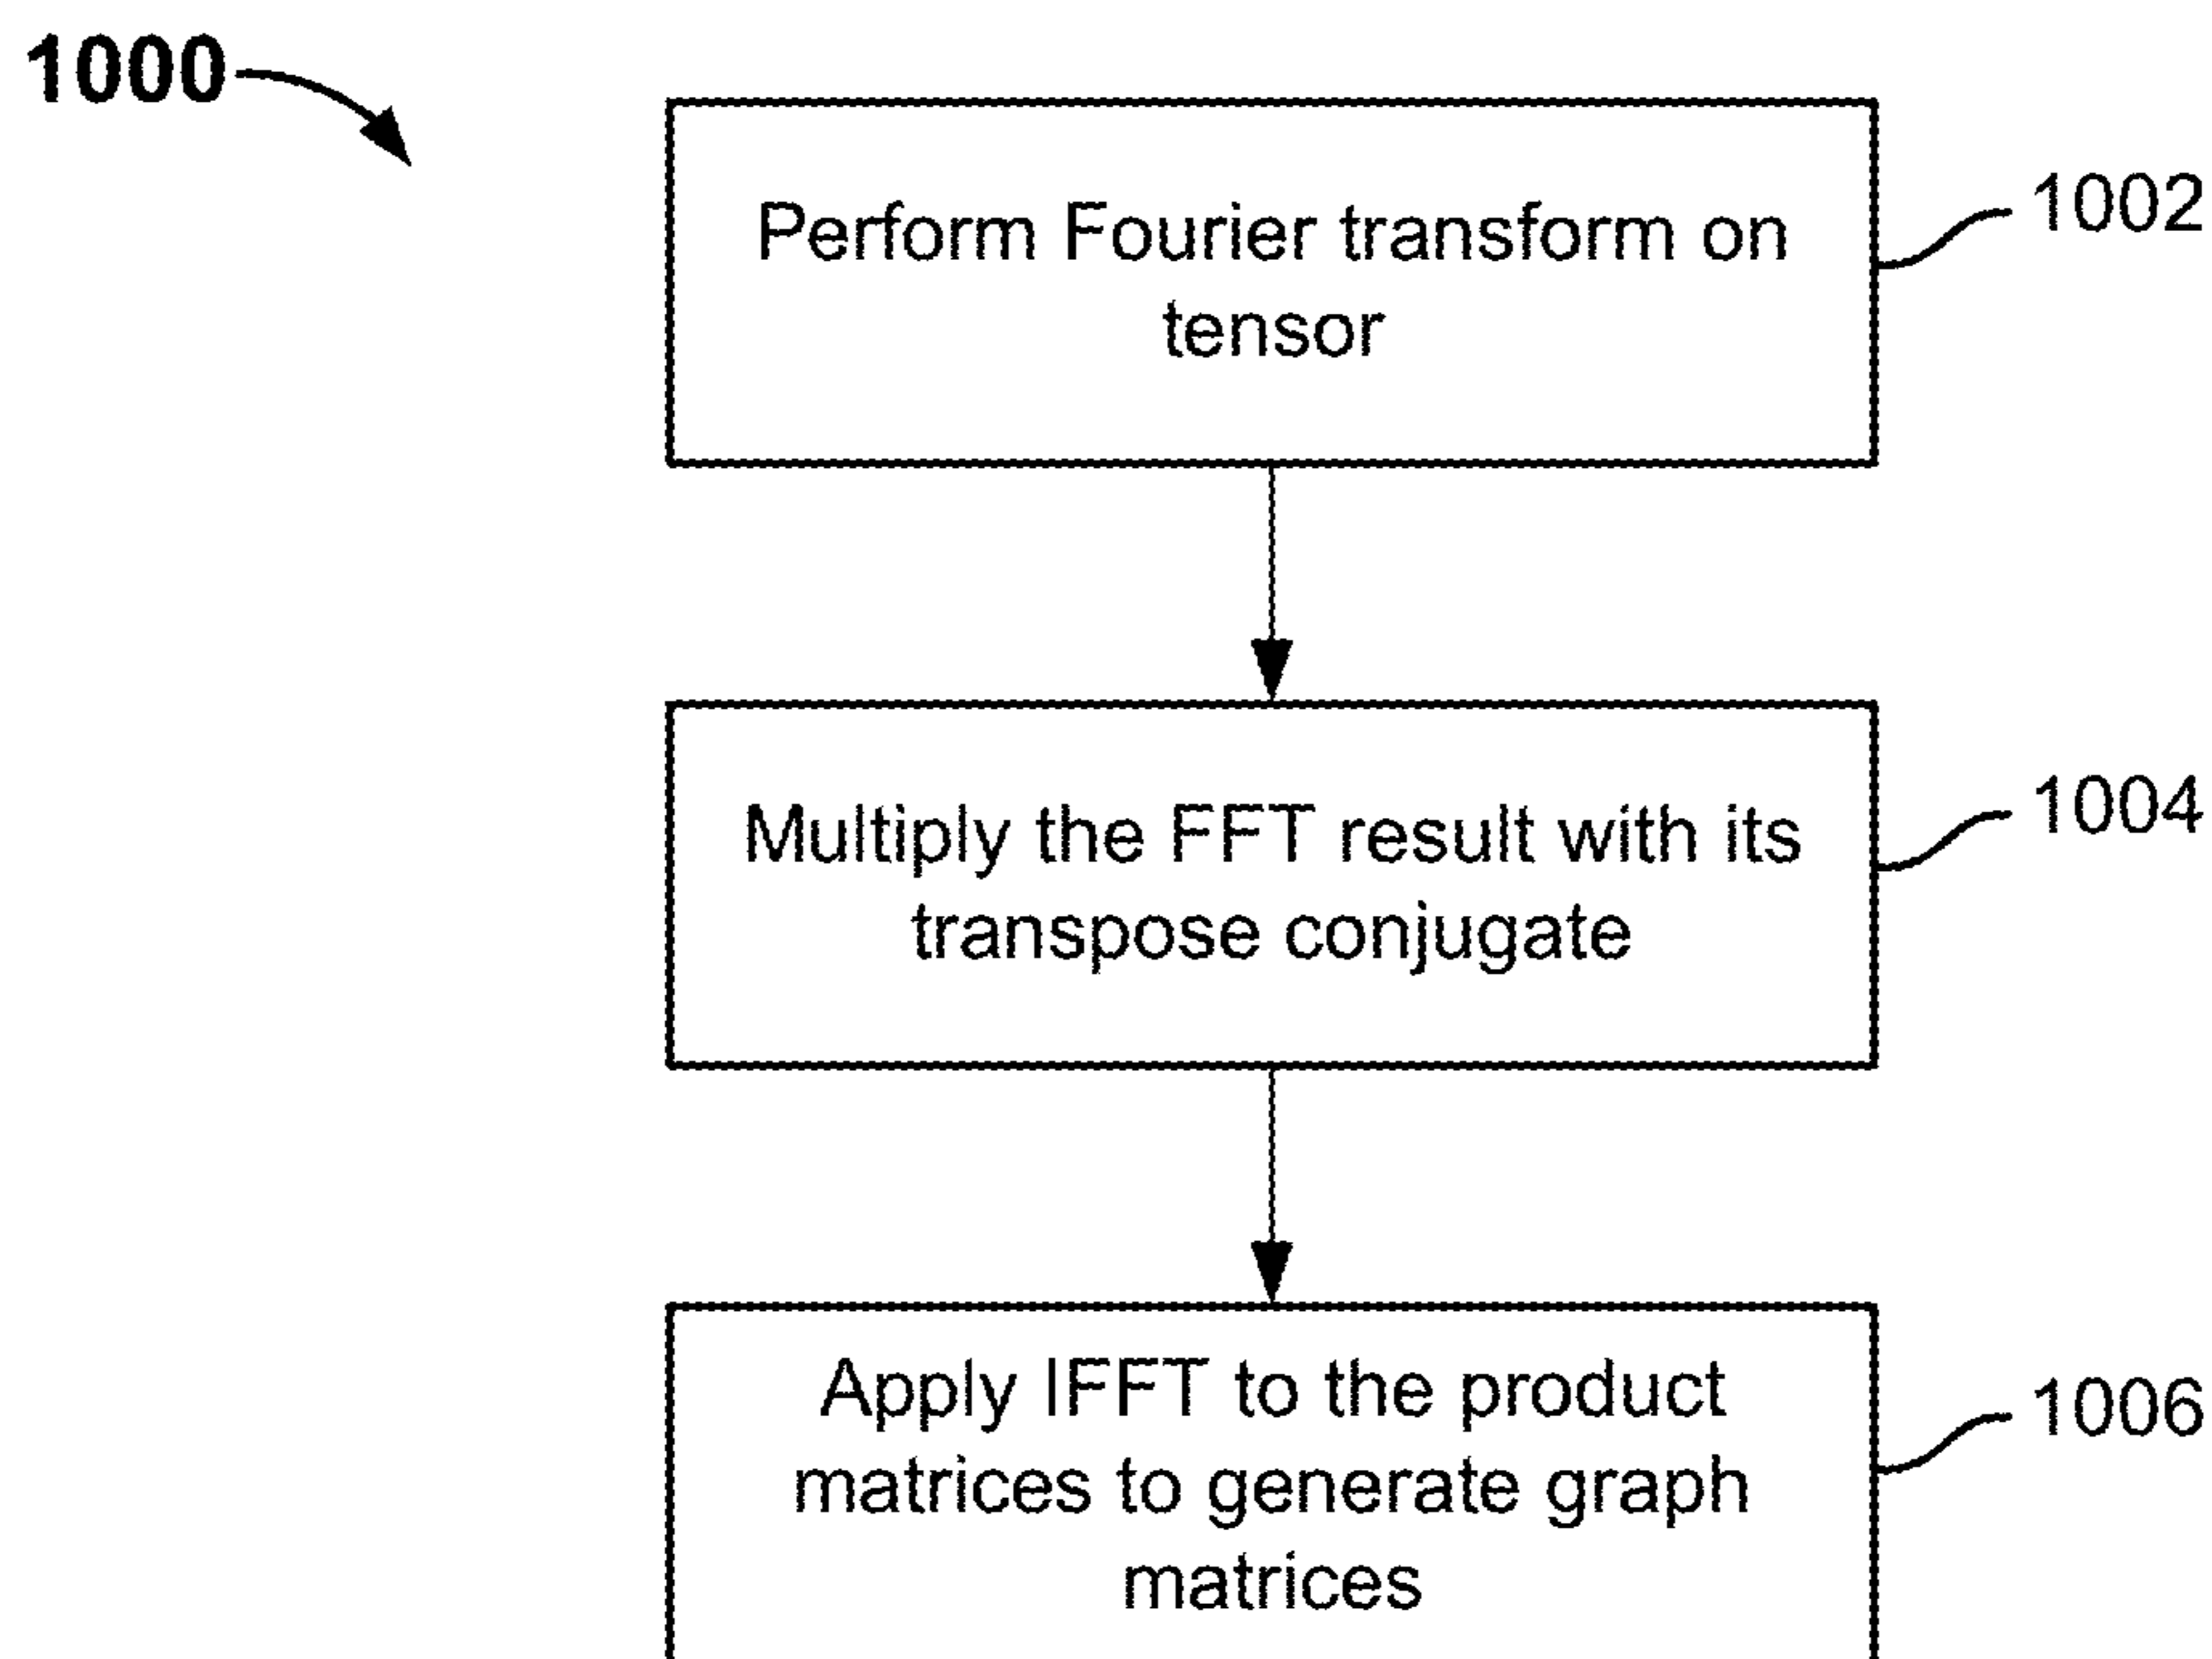 1000
Perform Fourier transform on
tensor
1002
Multiply the FFT result with its
transpose conjugate
1004
Apply IFFT to the product
matrices to generate graph
matrices
1006